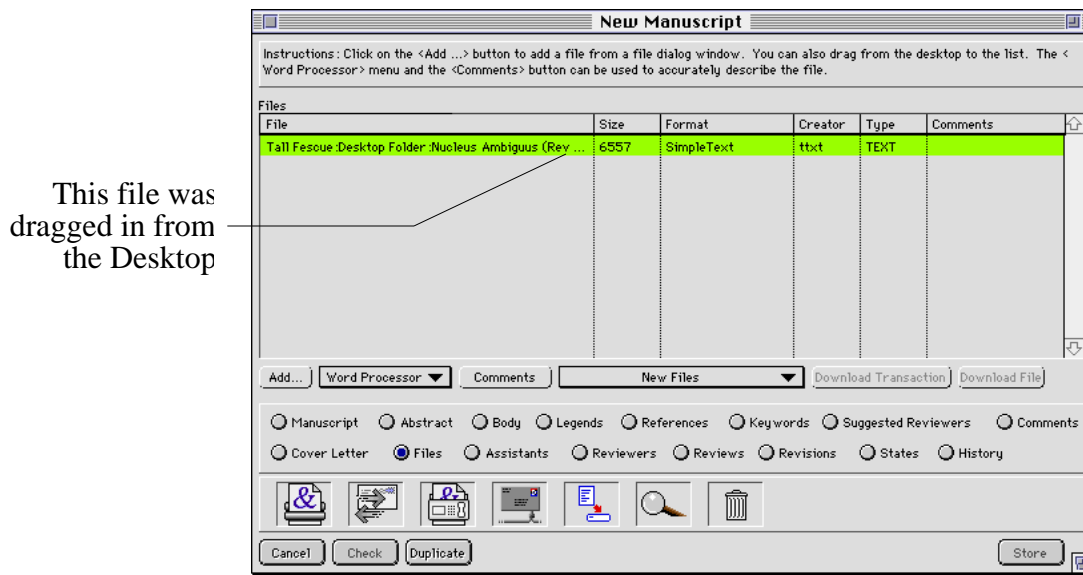 New Manuscript
Instructions: Click on the <Add ...> button to add a file from a file dialog window. You can also drag from the desktop to the list. The <
Word Processor> menu and the <Comments> button can be used to accurately describe the file.
Files
File Size Format Creator Type Comments
Tall Fescue:Desktop Folder:Nucleus Ambiguus (Rev ... 6557 SimpleText ttxt TEXT
This file was
dragged in from
the Desktop
Add... Word Processor Comments New Files Download Transaction Download File
Manuscript Abstract Body Legends References Keywords Suggested Reviewers Comments
Cover Letter Files Assistants Reviewers Reviews Revisions States History
& &
Cancel Check Duplicate Store